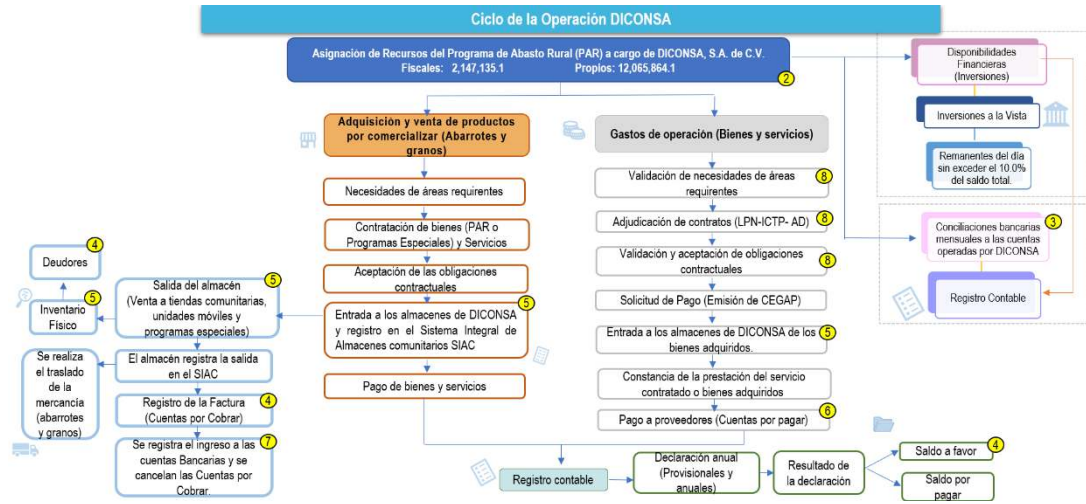 Ciclo de la Operación DICONSA
Asignación de Recursos del Programa de Abasto Rural (PAR) a cargo de DICONSA, S.A. de C.V.
Fiscales: 2,147,135.1 Propios: 12,065,864.1
2
Adquisición y venta de productos
por comercializar (Abarrotes y
granos)
Necesidades de áreas requirentes
Contratación de bienes (PAR o
Programas Especiales) y Servicios
Aceptación de las obligaciones
contractuales
Entrada a los almacenes de DICONSA
y registro en el Sistema Integral de
Almacenes comunitarios SIAC
5
Pago de bienes y servicios
Salida del almacén
(Venta a tiendas comunitarias,
unidades móviles y
programas especiales)
5
Deudores
4
Inventario
Físico
5
El almacén registra la salida
en el SIAC
Se realiza
el traslado
de la
mercancía
(abarrotes
y granos)
Registro de la Factura
(Cuentas por Cobrar)
4
Se registra el ingreso a las
cuentas Bancarias y se
cancelan las Cuentas por
Cobrar.
7
Gastos de operación (Bienes y servicios)
Validación de necesidades de áreas
requirentes
8
Adjudicación de contratos (LPN-ICTP- AD)
8
Validación y aceptación de obligaciones
contractuales
8
Solicitud de Pago (Emisión de CEGAP)
Entrada a los almacenes de DICONSA de los
bienes adquiridos.
5
Constancia de la prestación del servicio
contratado o bienes adquiridos
Pago a proveedores (Cuentas por pagar)
6
Registro contable
Declaración anual
(Provisionales y
anuales)
Resultado de
la declaración
Saldo a favor
4
Saldo por
pagar
Disponibilidades
Financieras
(Inversiones)
Inversiones a la Vista
Remanentes del día
sin exceder el 10.0%
del saldo total.
Conciliaciones bancarias
mensuales a las cuentas
operadas por DICONSA
3
Registro Contable